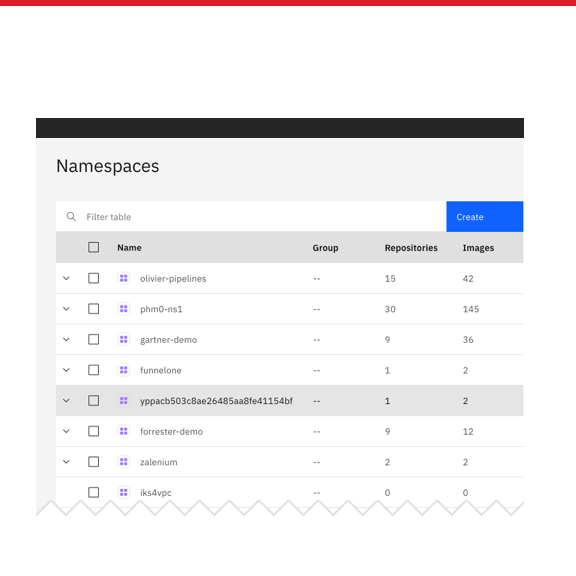 Namespaces
Filter table
Create
Name Group Repositories Images
olivier-pipelines -- 15 42
phm0-ns1 -- 30 145
gartner-demo -- 9 36
funnelone -- 1 2
yppacb503c8ae26485aa8fe41154bf -- 1 2
forrester-demo -- 9 12
zalenium -- 2 2
iks4vpc -- 0 0